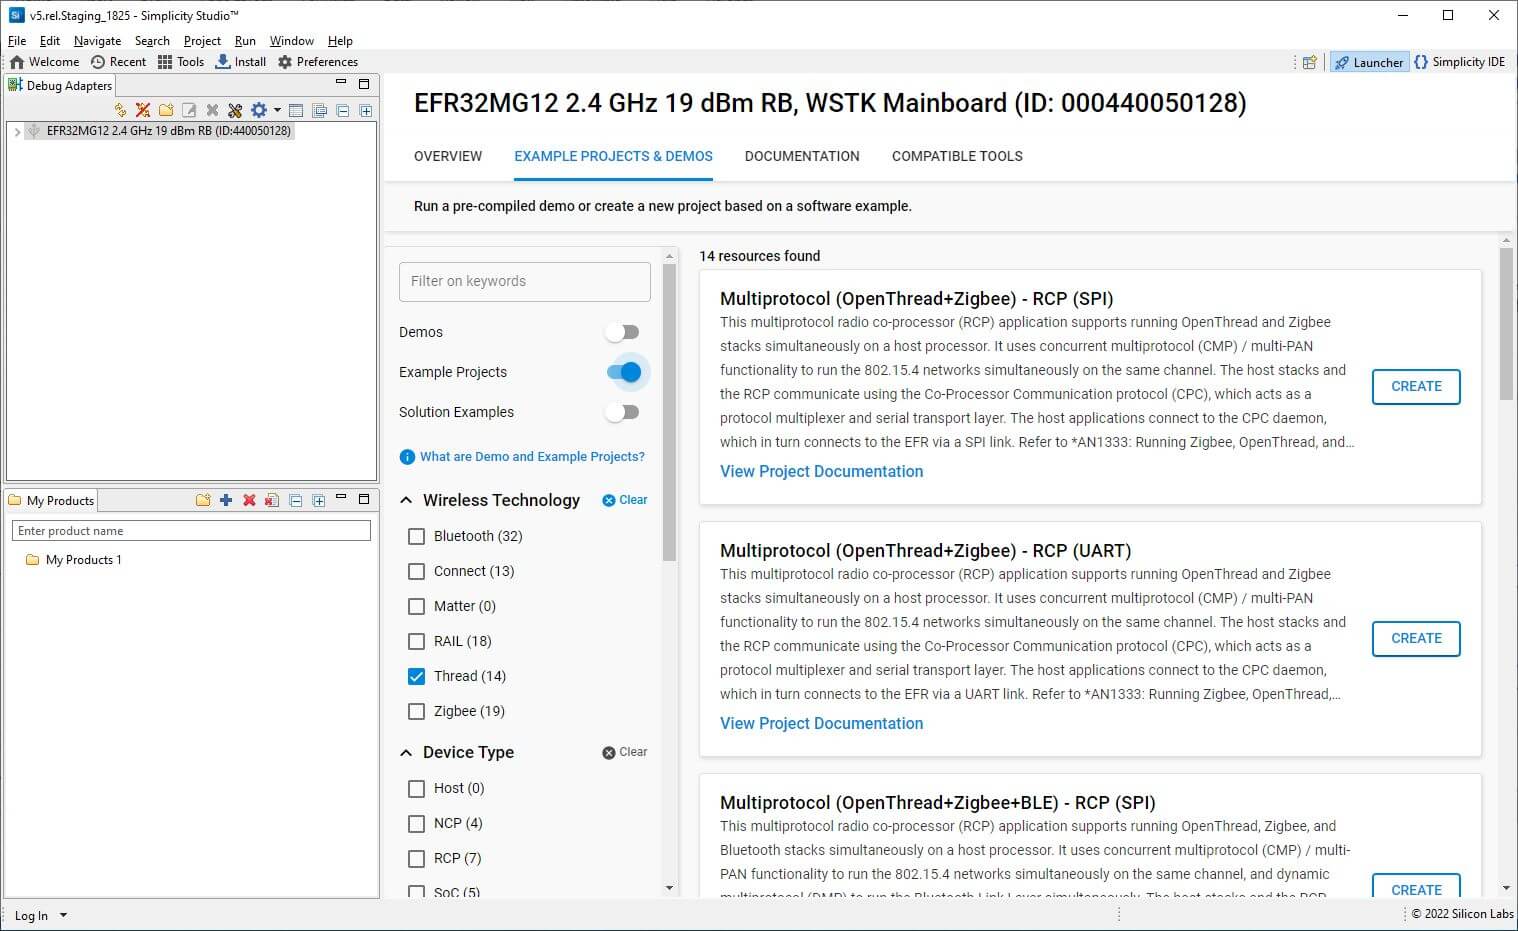 v5.rel.Staging_1825 - Simplicity Studio™
File Edit Navigate Search Project Run Window Help
Welcome Recent Tools Install Preferences
Launcher Simplicity IDE
Debug Adapters
EFR32MG12 2.4 GHz 19 dBm RB (ID:440050128)
My Products
Enter product name
My Products 1
EFR32MG12 2.4 GHz 19 dBm RB, WSTK Mainboard (ID: 000440050128)
OVERVIEW EXAMPLE PROJECTS & DEMOS DOCUMENTATION COMPATIBLE TOOLS
Run a pre-compiled demo or create a new project based on a software example.
Filter on keywords
Demos
Example Projects
Solution Examples
What are Demo and Example Projects?
Wireless Technology Clear
Bluetooth (32)
Connect (13)
Matter (0)
RAIL (18)
Thread (14)
Zigbee (19)
Device Type Clear
Host (0)
NCP (4)
RCP (7)
SoC (5)
14 resources found
Multiprotocol (OpenThread+Zigbee) - RCP (SPI)
This multiprotocol radio co-processor (RCP) application supports running OpenThread and Zigbee
stacks simultaneously on a host processor. It uses concurrent multiprotocol (CMP) / multi-PAN
functionality to run the 802.15.4 networks simultaneously on the same channel. The host stacks and
the RCP communicate using the Co-Processor Communication protocol (CPC), which acts as a
protocol multiplexer and serial transport layer. The host applications connect to the CPC daemon,
which in turn connects to the EFR via a SPI link. Refer to *AN1333: Running Zigbee, OpenThread, and...
View Project Documentation
CREATE
Multiprotocol (OpenThread+Zigbee) - RCP (UART)
This multiprotocol radio co-processor (RCP) application supports running OpenThread and Zigbee
stacks simultaneously on a host processor. It uses concurrent multiprotocol (CMP) / multi-PAN
functionality to run the 802.15.4 networks simultaneously on the same channel. The host stacks and
the RCP communicate using the Co-Processor Communication protocol (CPC), which acts as a
protocol multiplexer and serial transport layer. The host applications connect to the CPC daemon,
which in turn connects to the EFR via a UART link. Refer to *AN1333: Running Zigbee, OpenThread,...
View Project Documentation
CREATE
Multiprotocol (OpenThread+Zigbee+BLE) - RCP (SPI)
This multiprotocol radio co-processor (RCP) application supports running OpenThread, Zigbee, and
Bluetooth stacks simultaneously on a host processor. It uses concurrent multiprotocol (CMP) / multi-
PAN functionality to run the 802.15.4 networks simultaneously on the same channel, and dynamic
multiprotocol (DMP) to run the Bluetooth Link Layer simultaneously. The host stacks and the RCP
CREATE
Log In
© 2022 Silicon Labs